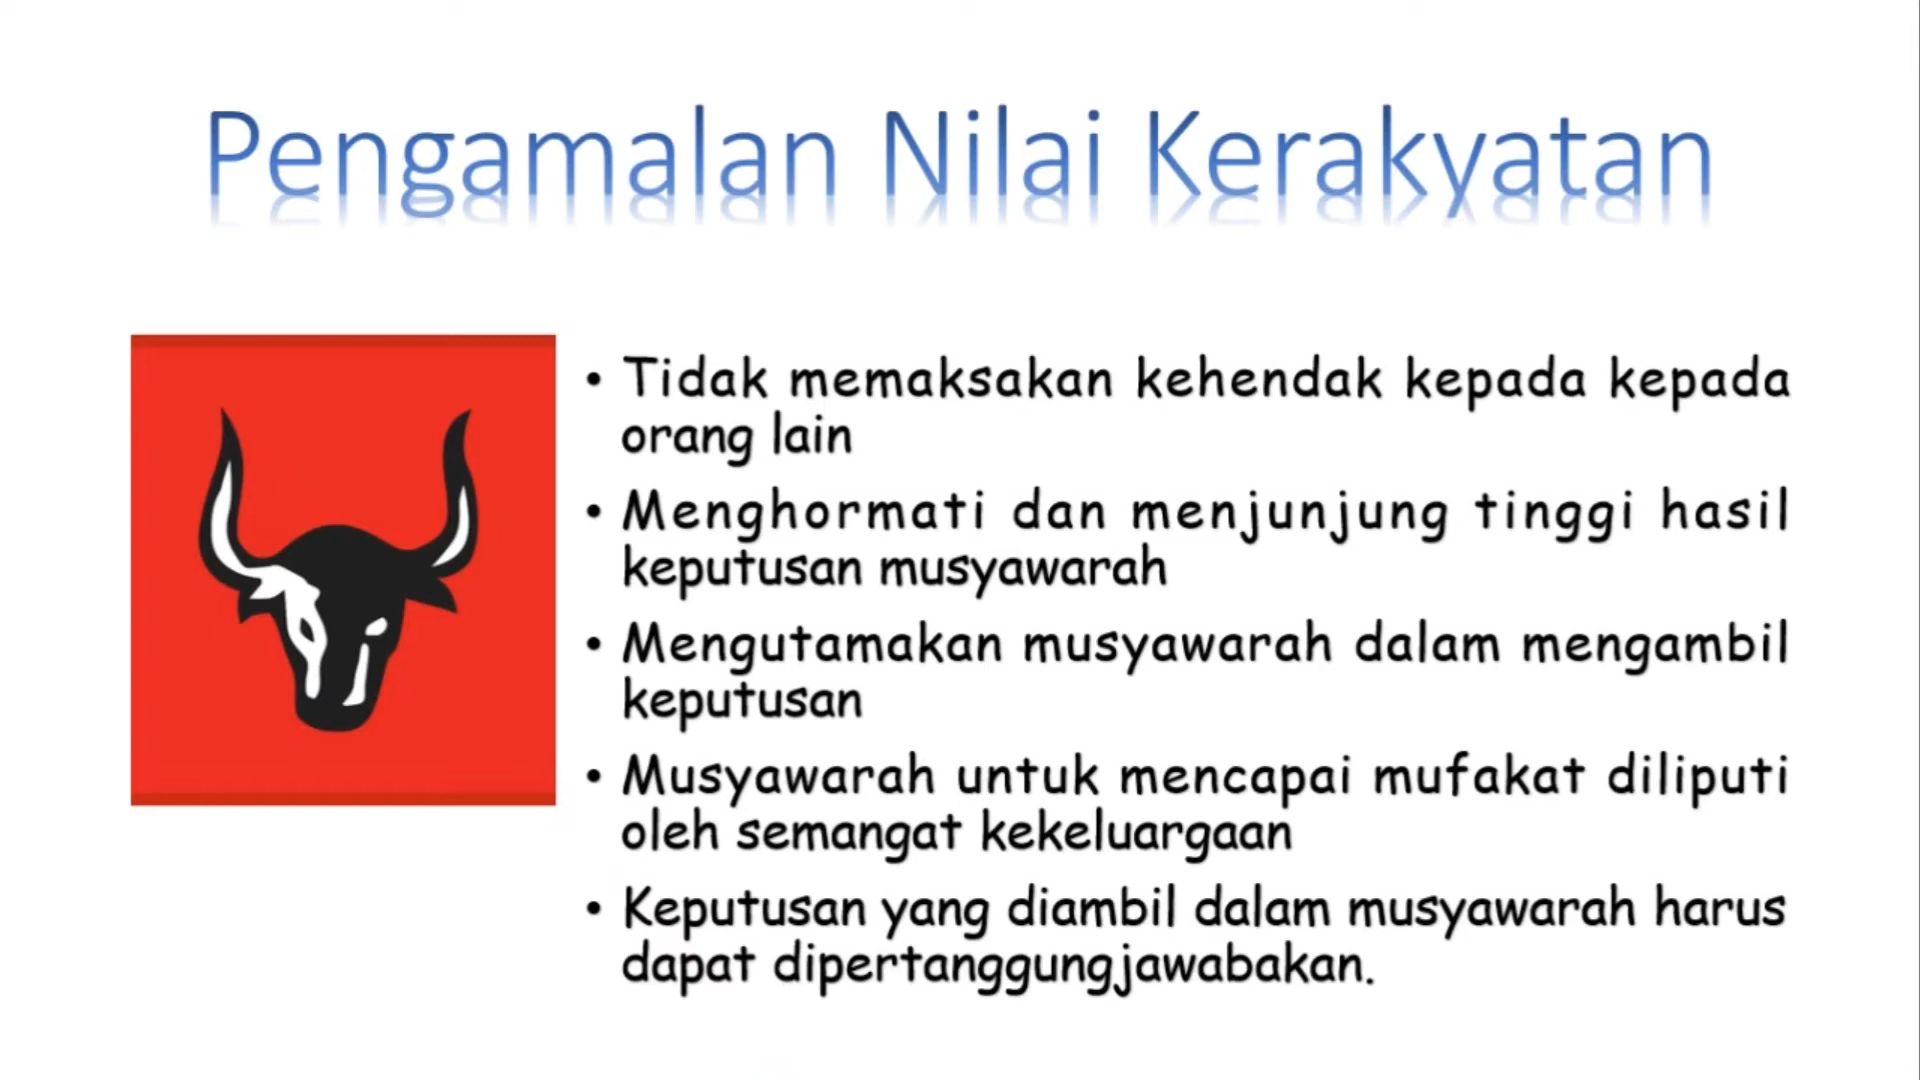 Pengamalan Nilai Kerakyatan
• Tidak memaksakan kehendak kepada kepada
orang lain
• Menghormati dan menjunjung tinggi hasil
keputusan musyawarah
• Mengutamakan musyawarah dalam mengambil
keputusan
• Musyawarah untuk mencapai mufakat diliputi
oleh semangat kekeluargaan
• Keputusan yang diambil dalam musyawarah harus
dapat dipertanggungjawabakan.